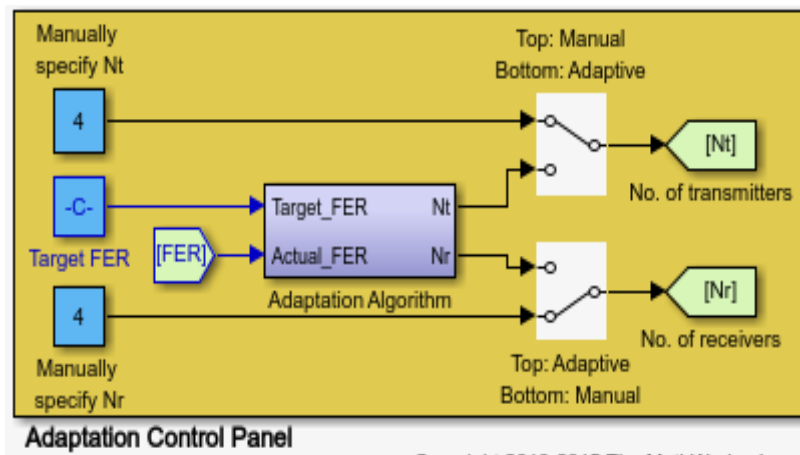 Manually
specify Nt
Top: Manual
Bottom: Adaptive
4
[Nt]
No. of transmitters
-C-
Target_FER
Nt
Target FER
[FER]
Actual_FER
Nr
Adaptation Algorithm
[Nr]
No. of receivers
4
Top: Adaptive
Bottom: Manual
Manually
specify Nr
Adaptation Control Panel